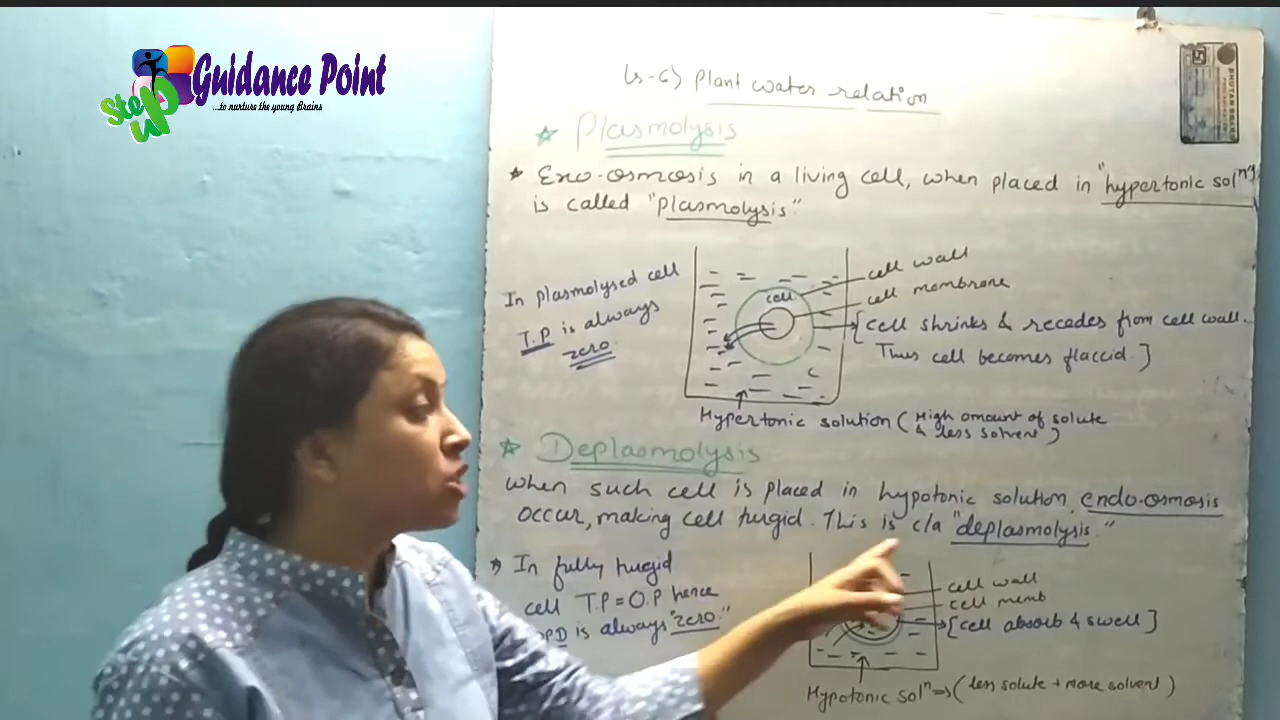 Guidance Point
Step up
...to nurture the young Brains
(s-6) Plant water relation
Plasmolysis
Exo-osmosis in a living cell, when placed in "hypertonic solⁿ",
is called "plasmolysis"
In plasmolysed cell
T.P is always
zero.
cell
cell wall
cell membrane
[cell shrinks & recedes from cell wall.
Thus cell becomes flaccid.]
Hypertonic solution (High amount of solute
& less solvent)
Deplasmolysis
when such cell is placed in hypotonic solution, endo-osmosis
occur, making cell turgid. This is c/a "deplasmolysis."
In fully turgid
cell T.P = O.P hence
PD is always "zero."
cell wall
cell memb
[cell absorb & swell]
Hypotonic solⁿ => (less solute + more solvent)
BHUTAN BOARD